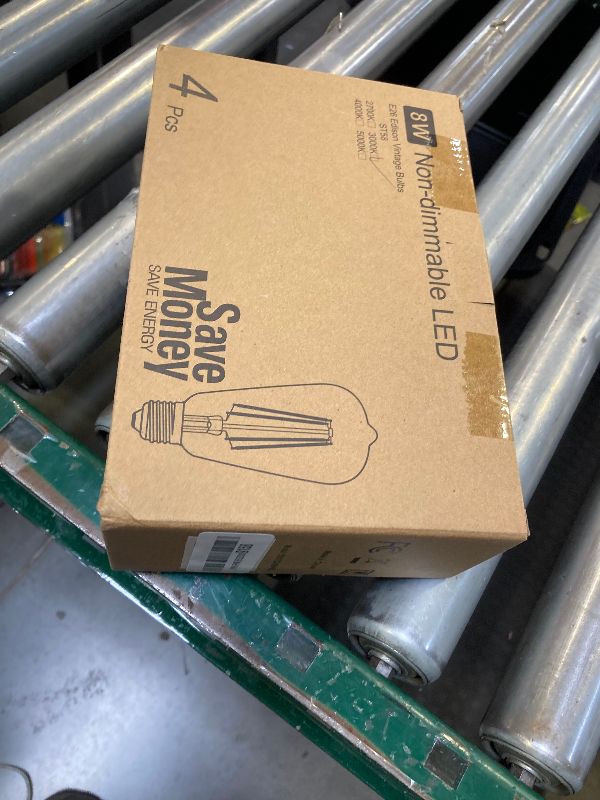 8W Non-dimmable LED
E26 Edison Vintage Bulbs
ST58
2700K☐ 3000K☐
4000K☐ 5000K☐
4 Pcs
Save
Money
SAVE ENERGY
FC